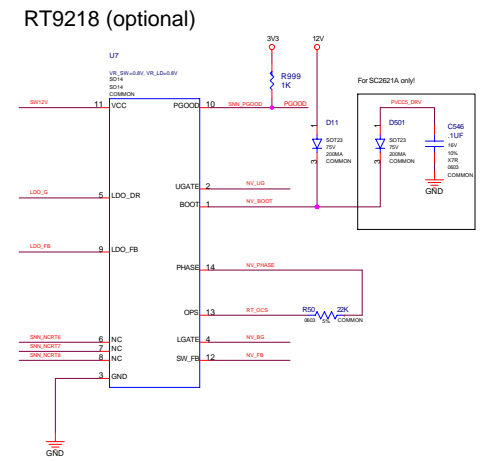 RT9218 (optional)
U7
VR_SW=0.8V, VR_LD=0.8V
SO14
SO14
COMMON
3V3
12V
R999
1K
For SC2621A only!
SW12V
11
VCC
PGOOD
10
SNN_PGOOD
PGOOD
PVCC5_DRV
D11
SOT23
75V
200MA
COMMON
1
3
D501
SOT23
75V
200MA
COMMON
1
3
C546
.1UF
16V
10%
X7R
0603
COMMON
GND
LDO_G
5
LDO_DR
UGATE
2
NV_UG
BOOT
1
NV_BOOT
LDO_FB
9
LDO_FB
PHASE
14
NV_PHASE
OPS
13
RT_OCS
R50
22K
0603
5%
COMMON
SNN_NCRT6
6
NC
SNN_NCRT7
7
NC
SNN_NCRT8
8
NC
LGATE
4
NV_BG
SW_FB
12
NV_FB
3
GND
GND